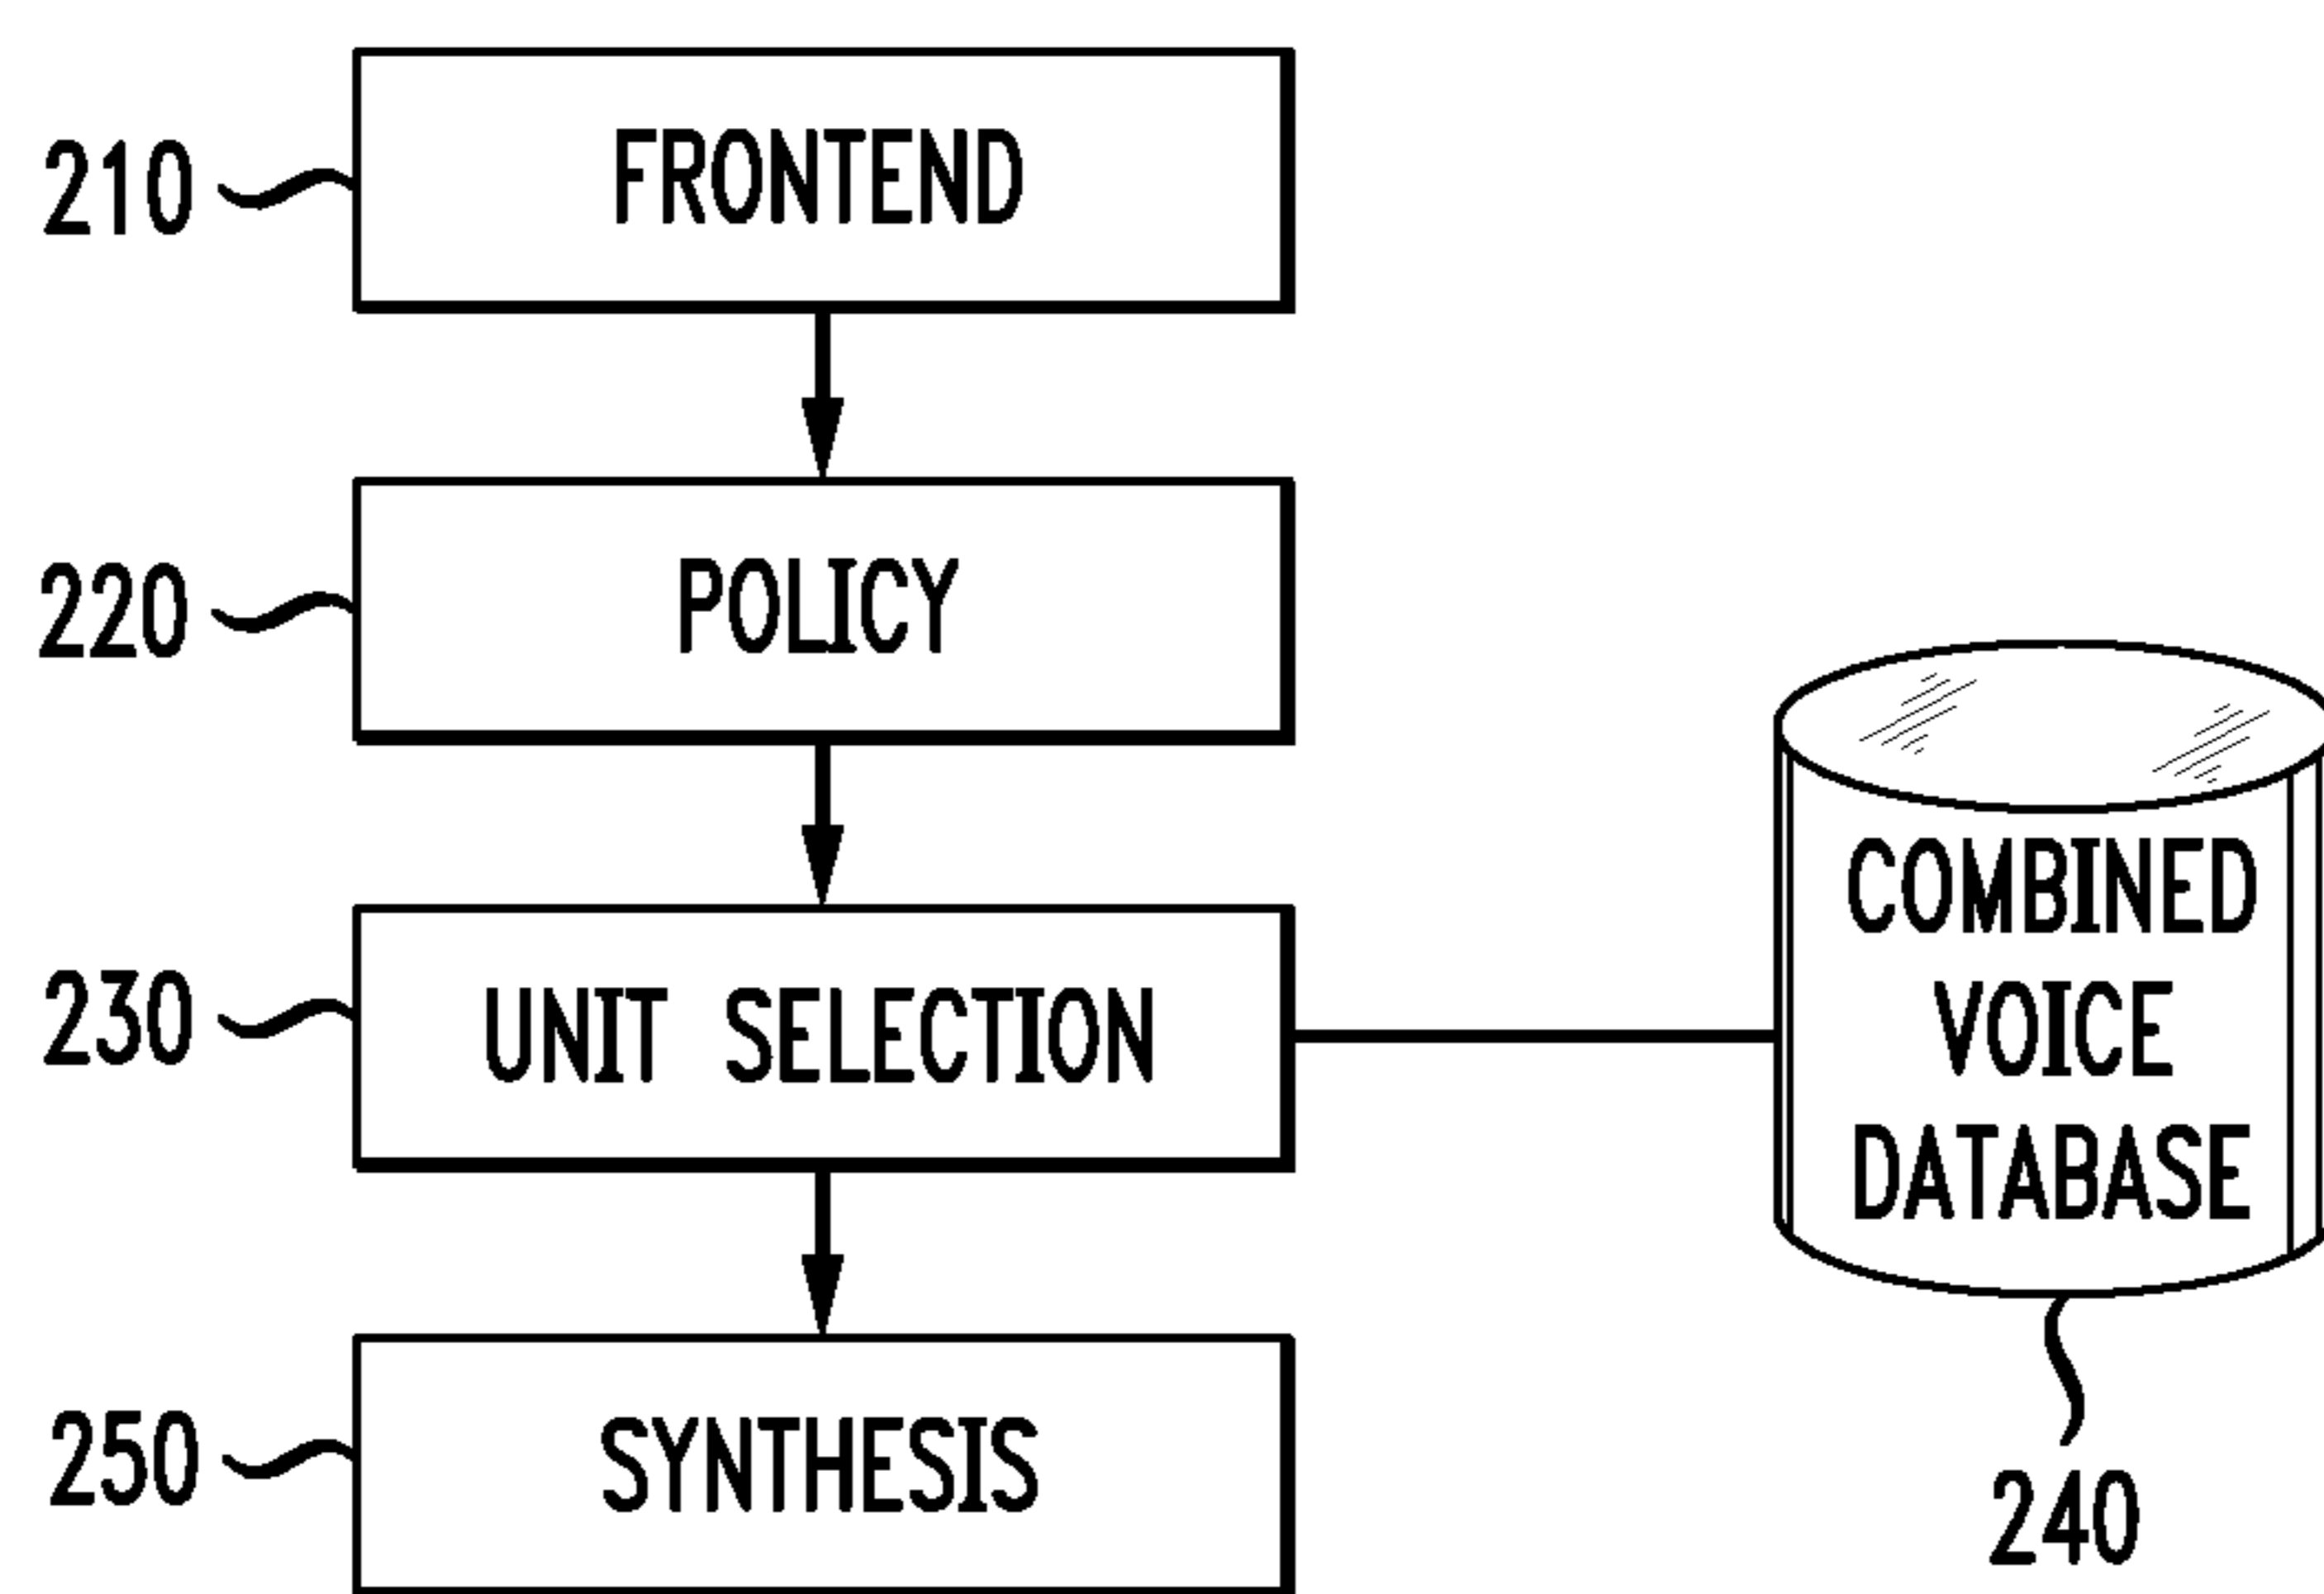 210 FRONTEND
220 POLICY
230 UNIT SELECTION
COMBINED
VOICE
DATABASE
250 SYNTHESIS
240